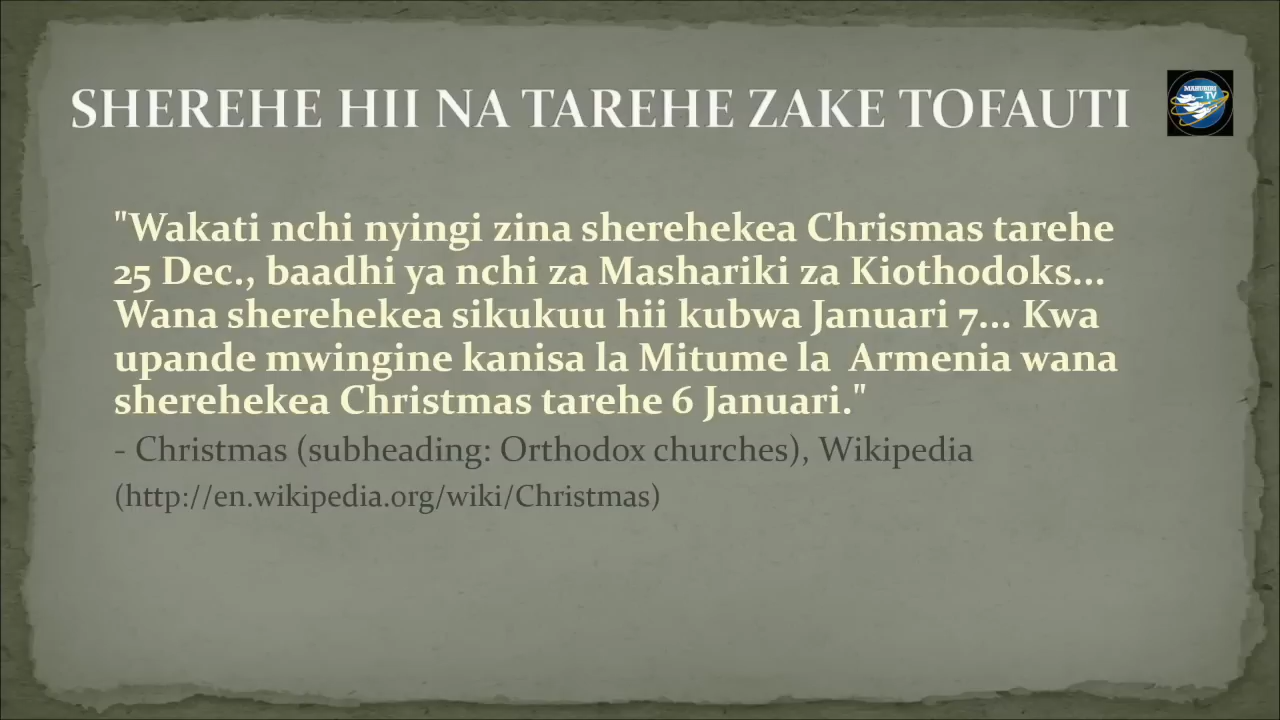 SHEREHE HII NA TAREHE ZAKE TOFAUTI
MAHUBIRI
TV
"Wakati nchi nyingi zina sherehekea Chrismas tarehe
25 Dec., baadhi ya nchi za Mashariki za Kiothodoks...
Wana sherehekea sikukuu hii kubwa Januari 7... Kwa
upande mwingine kanisa la Mitume la Armenia wana
sherehekea Christmas tarehe 6 Januari."
- Christmas (subheading: Orthodox churches), Wikipedia
(http://en.wikipedia.org/wiki/Christmas)